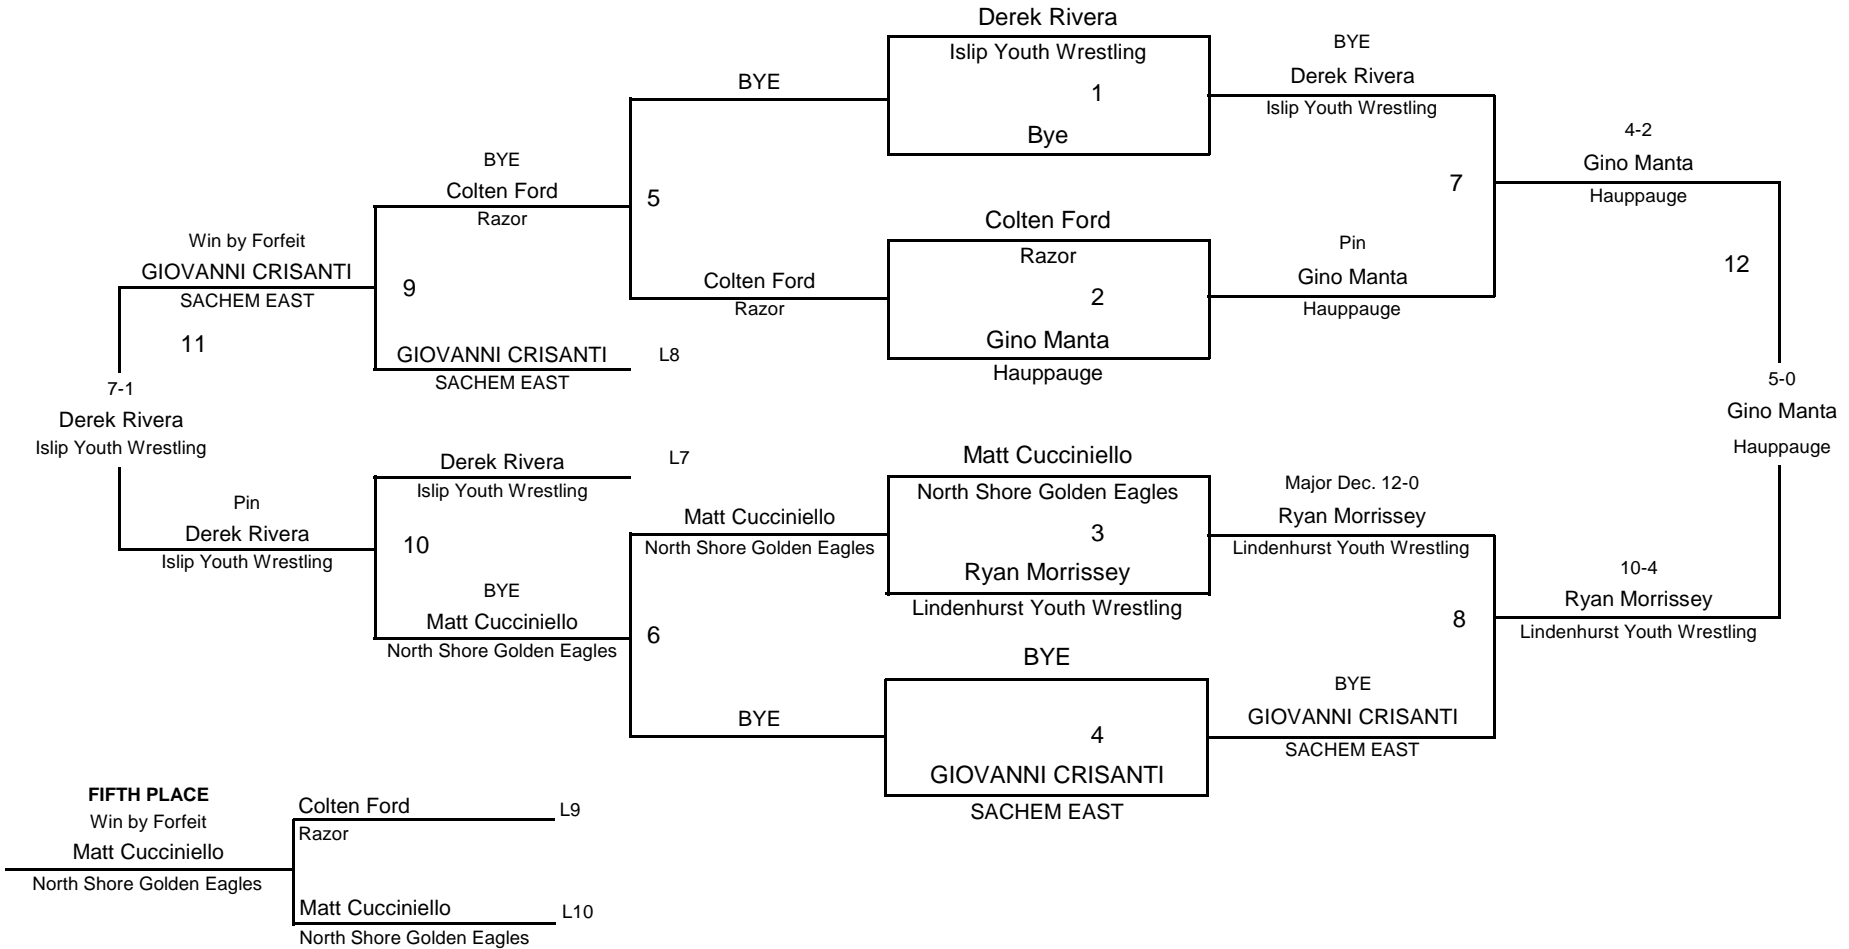 Derek Rivera
Islip Youth Wrestling
1
Bye
BYE
Derek Rivera
Islip Youth Wrestling
BYE
4-2
Gino Manta
Hauppauge
7
BYE
Colten Ford
Razor
5
Colten Ford
Razor
2
Gino Manta
Hauppauge
Pin
Gino Manta
Hauppauge
12
Win by Forfeit
GIOVANNI CRISANTI
SACHEM EAST
9
Colten Ford
Razor
11
GIOVANNI CRISANTI
SACHEM EAST
L8
7-1
Derek Rivera
Islip Youth Wrestling
5-0
Gino Manta
Hauppauge
Derek Rivera
Islip Youth Wrestling
L7
Matt Cucciniello
North Shore Golden Eagles
3
Ryan Morrissey
Lindenhurst Youth Wrestling
Major Dec. 12-0
Ryan Morrissey
Lindenhurst Youth Wrestling
Pin
Derek Rivera
Islip Youth Wrestling
10
Matt Cucciniello
North Shore Golden Eagles
BYE
Matt Cucciniello
North Shore Golden Eagles
6
8
10-4
Ryan Morrissey
Lindenhurst Youth Wrestling
BYE
4
GIOVANNI CRISANTI
SACHEM EAST
BYE
BYE
GIOVANNI CRISANTI
SACHEM EAST
FIFTH PLACE
Win by Forfeit
Matt Cucciniello
North Shore Golden Eagles
Colten Ford
Razor
L9
Matt Cucciniello
North Shore Golden Eagles
L10